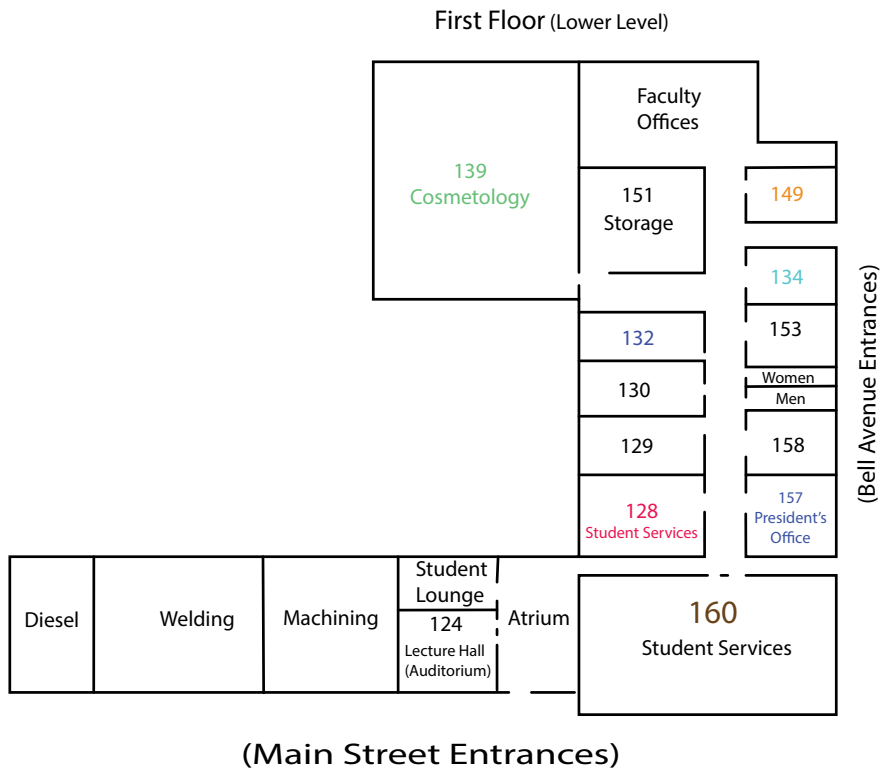 First Floor (Lower Level)
Faculty
Offices
139
Cosmetology
151
Storage
149
134
132
153
Women
Men
130
129
158
128
Student Services
157
President's
Office
(Bell Avenue Entrances)
Diesel
Welding
Machining
Student
Lounge
124
Lecture Hall
(Auditorium)
Atrium
160
Student Services
(Main Street Entrances)